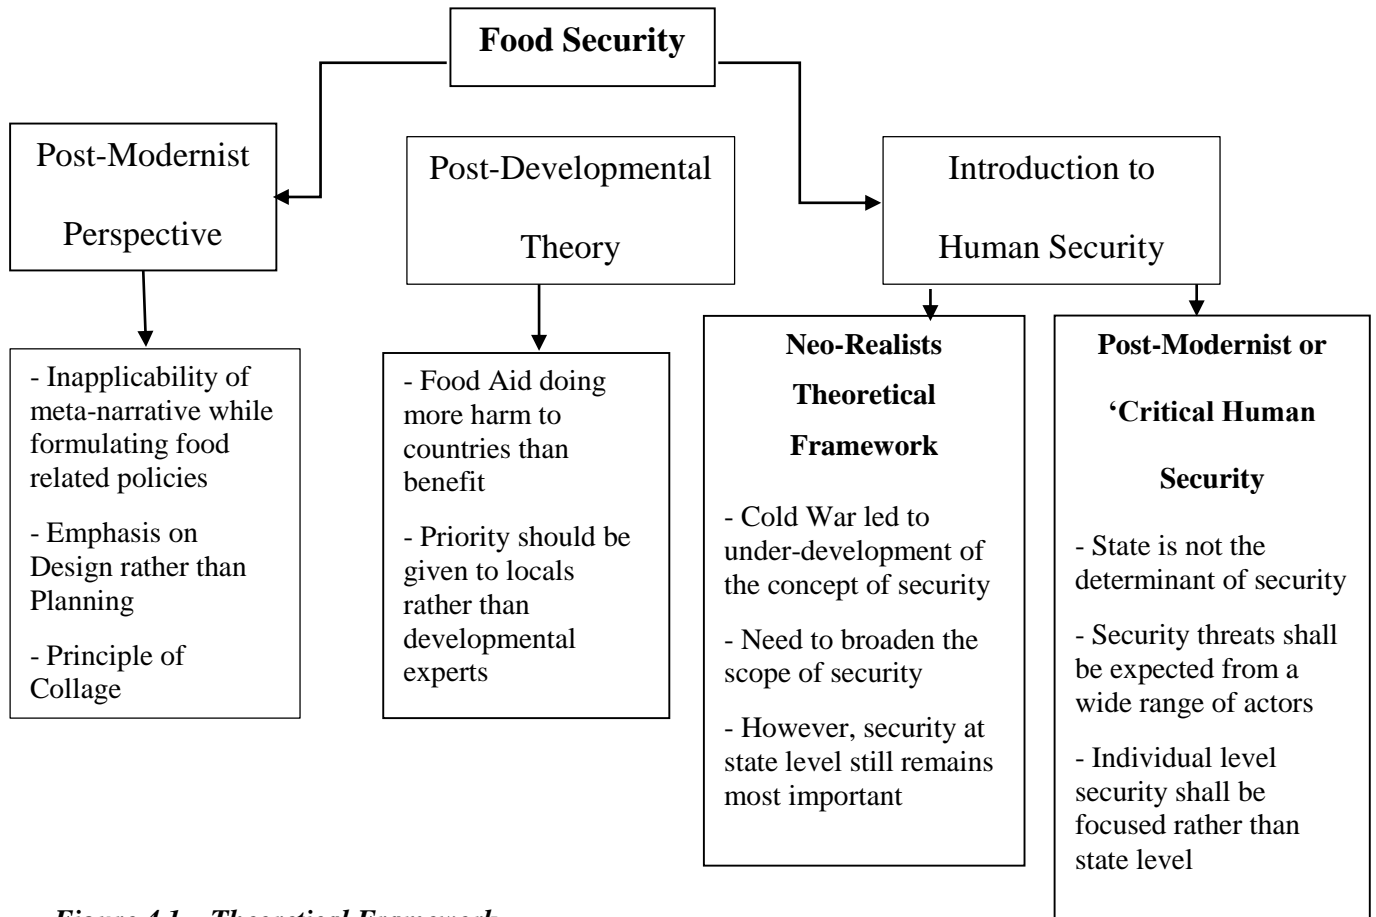 Food Security
Post-Modernist
Perspective
Post-Developmental
Theory
Introduction to
Human Security
- Inapplicability of
meta-narrative while
formulating food
related policies
- Emphasis on
Design rather than
Planning
- Principle of
Collage
- Food Aid doing
more harm to
countries than
benefit
- Priority should be
given to locals
rather than
developmental
experts
Neo-Realists
Theoretical
Framework
- Cold War led to
under-development of
the concept of security
- Need to broaden the
scope of security
- However, security at
state level still remains
most important
Post-Modernist or
‘Critical Human
Security
- State is not the
determinant of security
- Security threats shall
be expected from a
wide range of actors
- Individual level
security shall be
focused rather than
state level
Figure 4.1 – Theoretical Framework